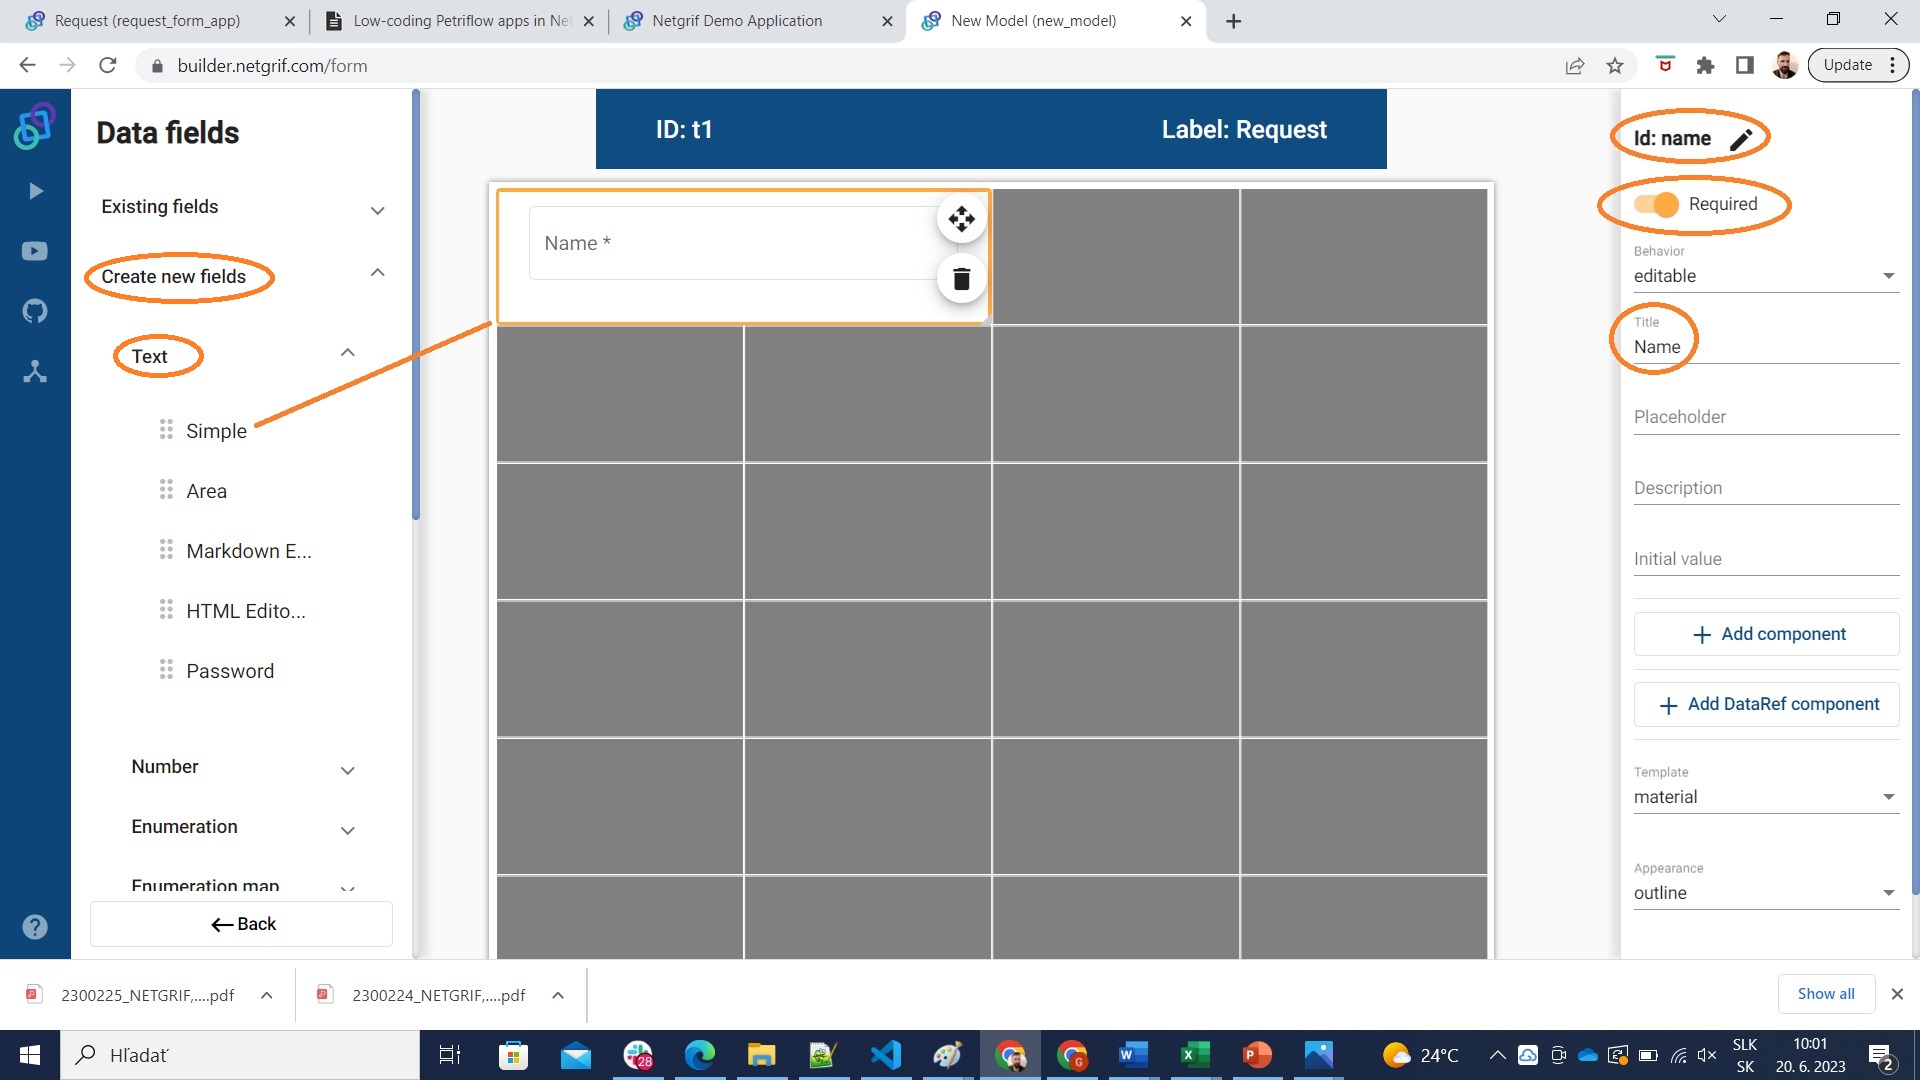 Request (request_form_app)
Low-coding Petriflow apps in Ne
Netgrif Demo Application
New Model (new_model)
builder.netgrif.com/form
Update
Data fields
Existing fields
Create new fields
Text
Simple
Area
Markdown E...
HTML Edito...
Password
Number
Enumeration
Enumeration map
Back
ID: t1
Label: Request
Name *
Id: name
Required
Behavior
editable
Title
Name
Placeholder
Description
Initial value
Add component
Add DataRef component
Template
material
Appearance
outline
2300225_NETGRIF,....pdf
2300224_NETGRIF,....pdf
Show all
Hľadať
28
24°C
SLK
SK
10:01
20. 6. 2023
2